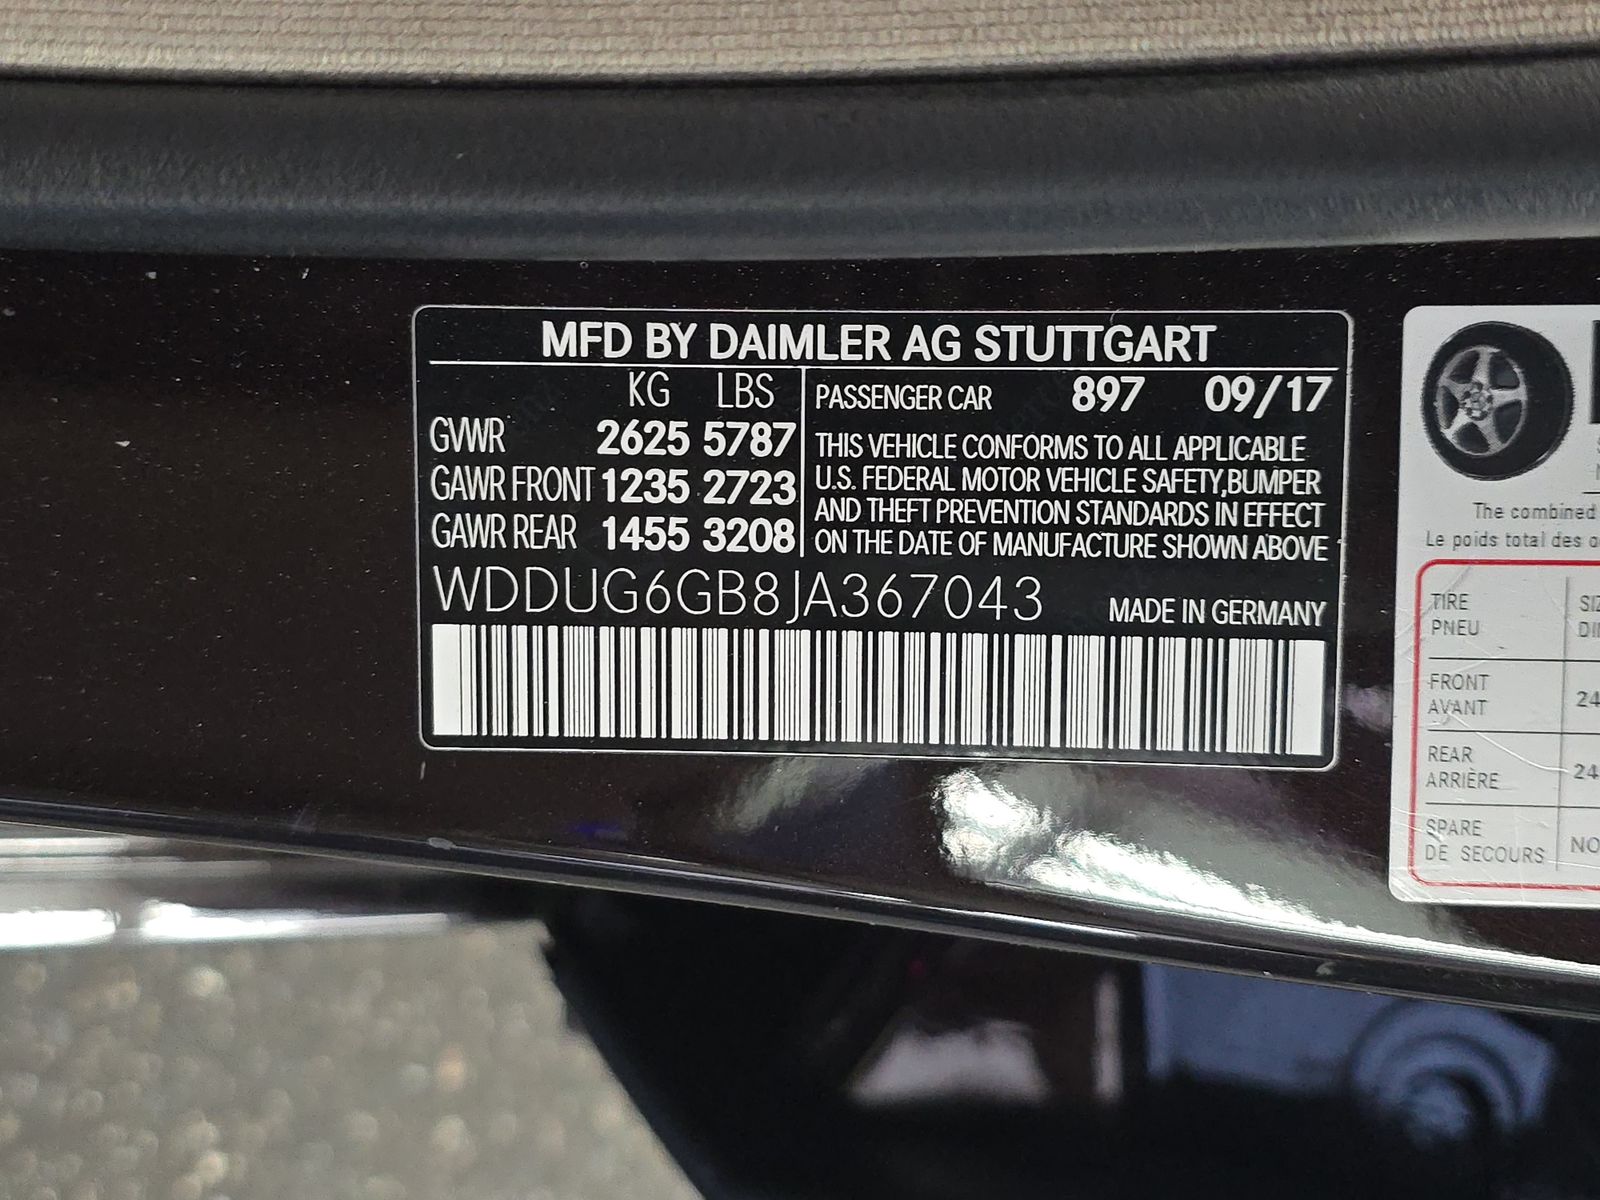 MFD BY DAIMLER AG STUTTGART
KG LBS
GVWR 2625 5787
GAWR FRONT 1235 2723
GAWR REAR 1455 3208
PASSENGER CAR 897 09/17
THIS VEHICLE CONFORMS TO ALL APPLICABLE
U.S. FEDERAL MOTOR VEHICLE SAFETY,BUMPER
AND THEFT PREVENTION STANDARDS IN EFFECT
ON THE DATE OF MANUFACTURE SHOWN ABOVE
WDDUG6GB8JA367043
MADE IN GERMANY
The combined
Le poids total des
TIRE
PNEU
FRONT
AVANT
24
REAR
ARRIÈRE
24
SPARE
DE SECOURS
NO